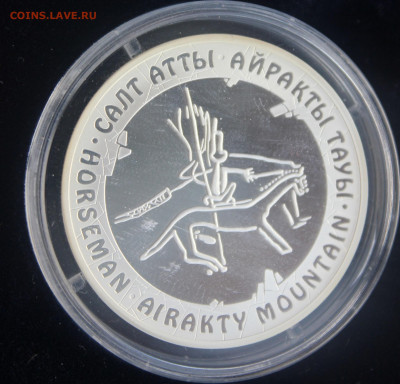 COINS.LAVE.RU
САЛТ АТТЫ · АЙРАКТЫ ТАУЫ ·
HORSEMAN · AIRAKTY MOUNTAIN ·